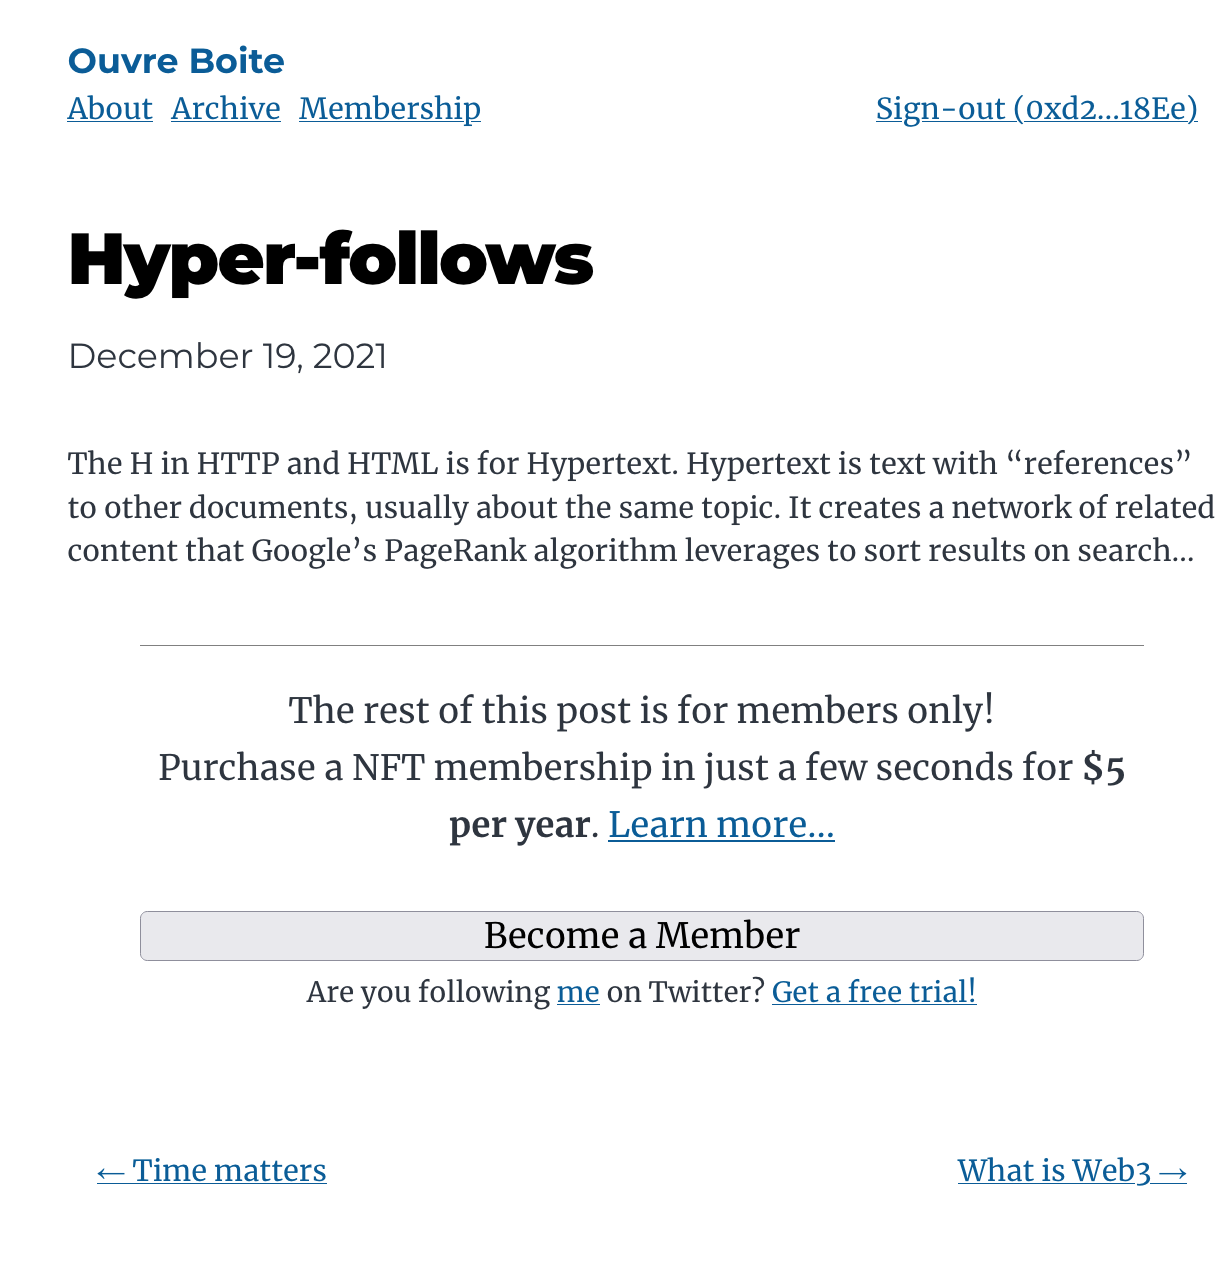 Ouvre Boite
About Archive Membership Sign-out (0xd2...18Ee)
Hyper-follows
December 19, 2021
The H in HTTP and HTML is for Hypertext. Hypertext is text with “references”
to other documents, usually about the same topic. It creates a network of related
content that Google’s PageRank algorithm leverages to sort results on search...
The rest of this post is for members only!
Purchase a NFT membership in just a few seconds for $5
per year. Learn more...
Become a Member
Are you following me on Twitter? Get a free trial!
← Time matters What is Web3 →